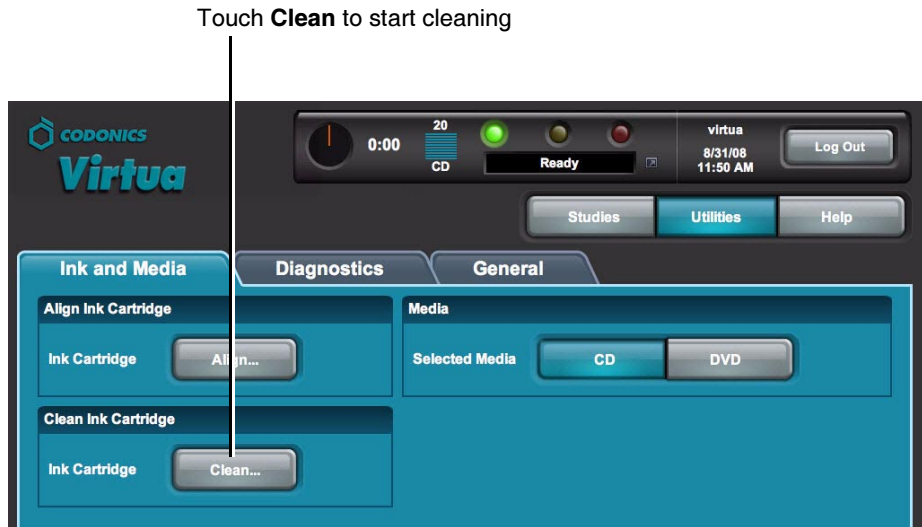 Touch Clean to start cleaning
CODONICS
Virtua
0:00
20
CD
Ready
virtua
8/31/08
11:50 AM
Log Out
Studies
Utilities
Help
Ink and Media
Diagnostics
General
Align Ink Cartridge
Ink Cartridge
Align...
Media
Selected Media
CD
DVD
Clean Ink Cartridge
Ink Cartridge
Clean...